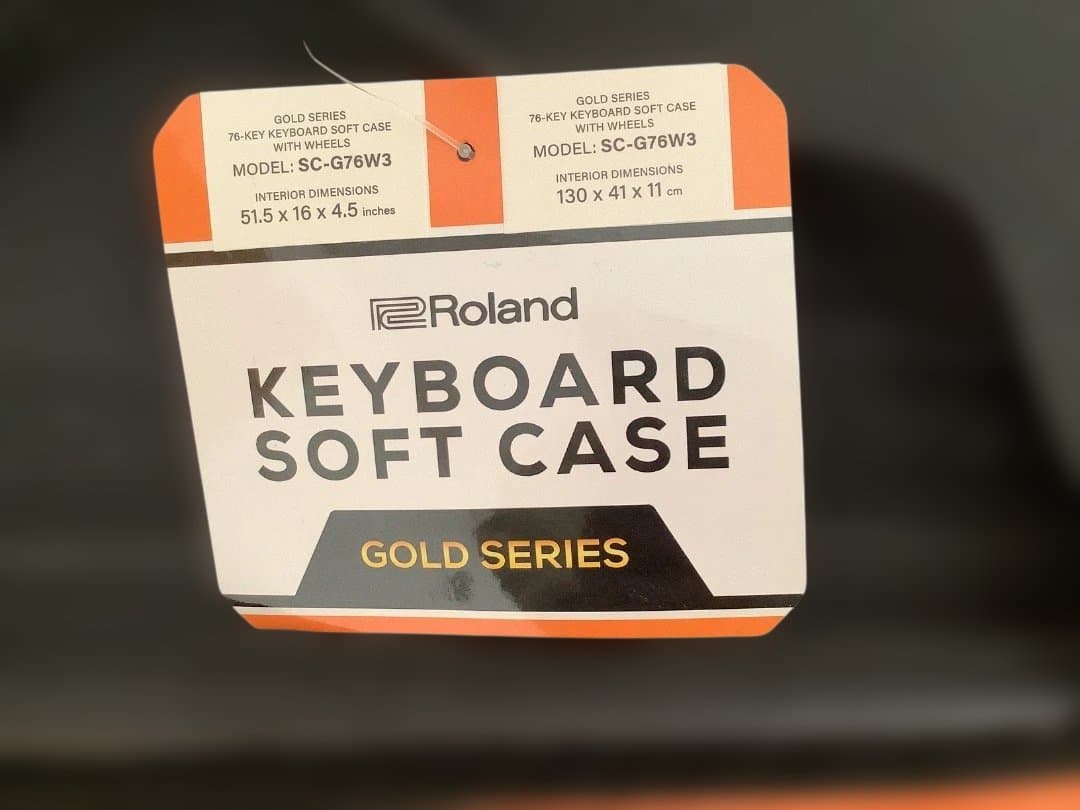 GOLD SERIES
76-KEY KEYBOARD SOFT CASE
WITH WHEELS
MODEL: SC-G76W3
INTERIOR DIMENSIONS
51.5 x 16 x 4.5 inches
GOLD SERIES
76-KEY KEYBOARD SOFT CASE
WITH WHEELS
MODEL: SC-G76W3
INTERIOR DIMENSIONS
130 x 41 x 11 cm
Roland
KEYBOARD
SOFT CASE
GOLD SERIES